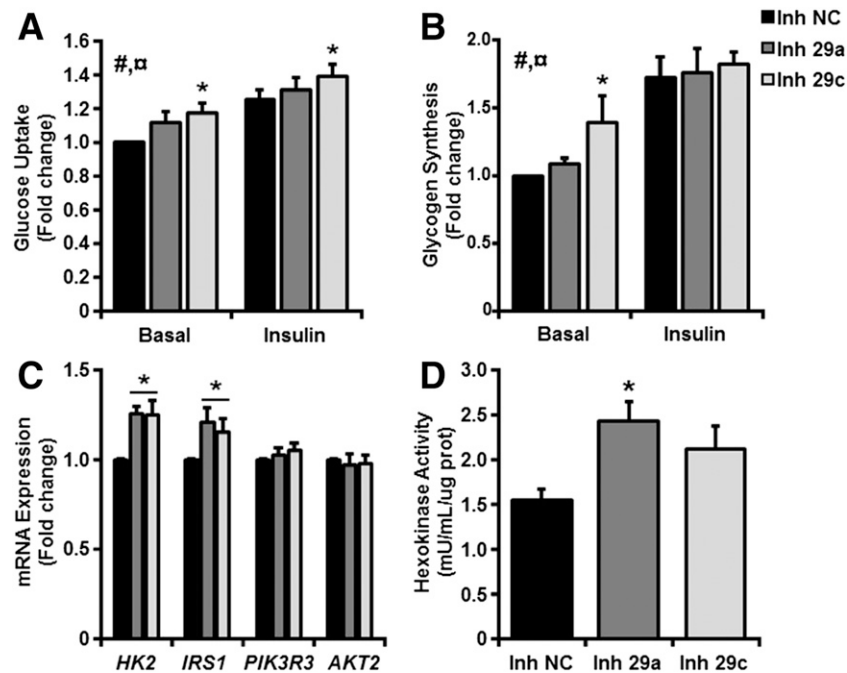 A
Glucose Uptake
(Fold change)
1.6
1.4
1.2
1.0
0.8
0.6
0.4
0.2
0
#,¤
*
*
Basal
Insulin
B
Glycogen Synthesis
(Fold change)
2.0
1.5
1.0
0.5
0
#,¤
*
Basal
Insulin
Inh NC
Inh 29a
Inh 29c
C
mRNA Expression
(Fold change)
1.5
1.0
0.5
0
*
*
HK2
IRS1
PIK3R3
AKT2
D
Hexokinase Activity
(mU/mL/ug prot)
3.0
2.5
2.0
1.5
1.0
0.5
0
*
Inh NC
Inh 29a
Inh 29c